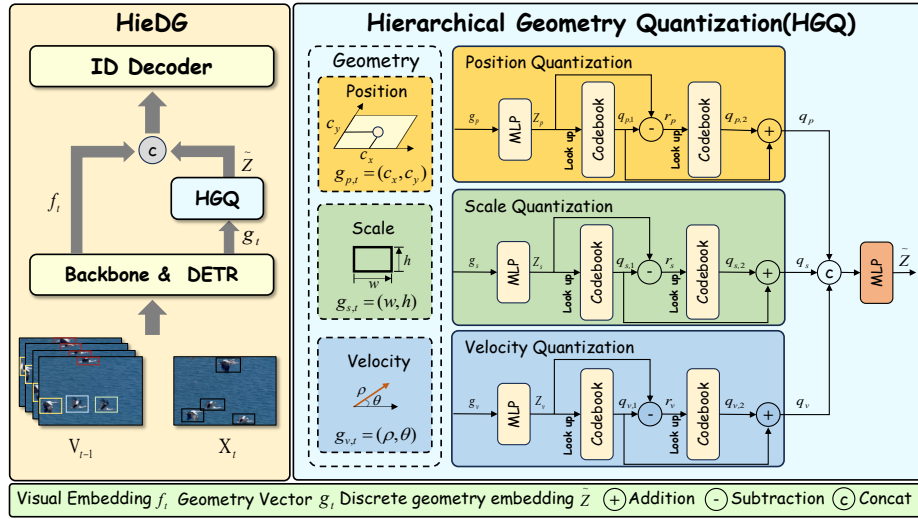 HieDG
ID Decoder
c
Z̃
f_t
HGQ
g_t
Backbone & DETR
V_{t-1}
X_t
Hierarchical Geometry Quantization(HGQ)
Geometry
Position
c_y
c_x
g_{p,t} = (c_x, c_y)
Scale
h
w
g_{s,t} = (w, h)
Velocity
ρ
θ
g_{v,t} = (ρ, θ)
Position Quantization
g_p MLP Z_p Look up Codebook q_{p,1} - r_p Look up Codebook q_{p,2} + q_p
Scale Quantization
g_s MLP Z_s Look up Codebook q_{s,1} - r_s Look up Codebook q_{s,2} + q_s
Velocity Quantization
g_v MLP Z_v Look up Codebook q_{v,1} - r_v Look up Codebook q_{v,2} + q_v
c MLP Z̃
Visual Embedding f_t Geometry Vector g_t Discrete geometry embedding Z̃ + Addition - Subtraction c Concat